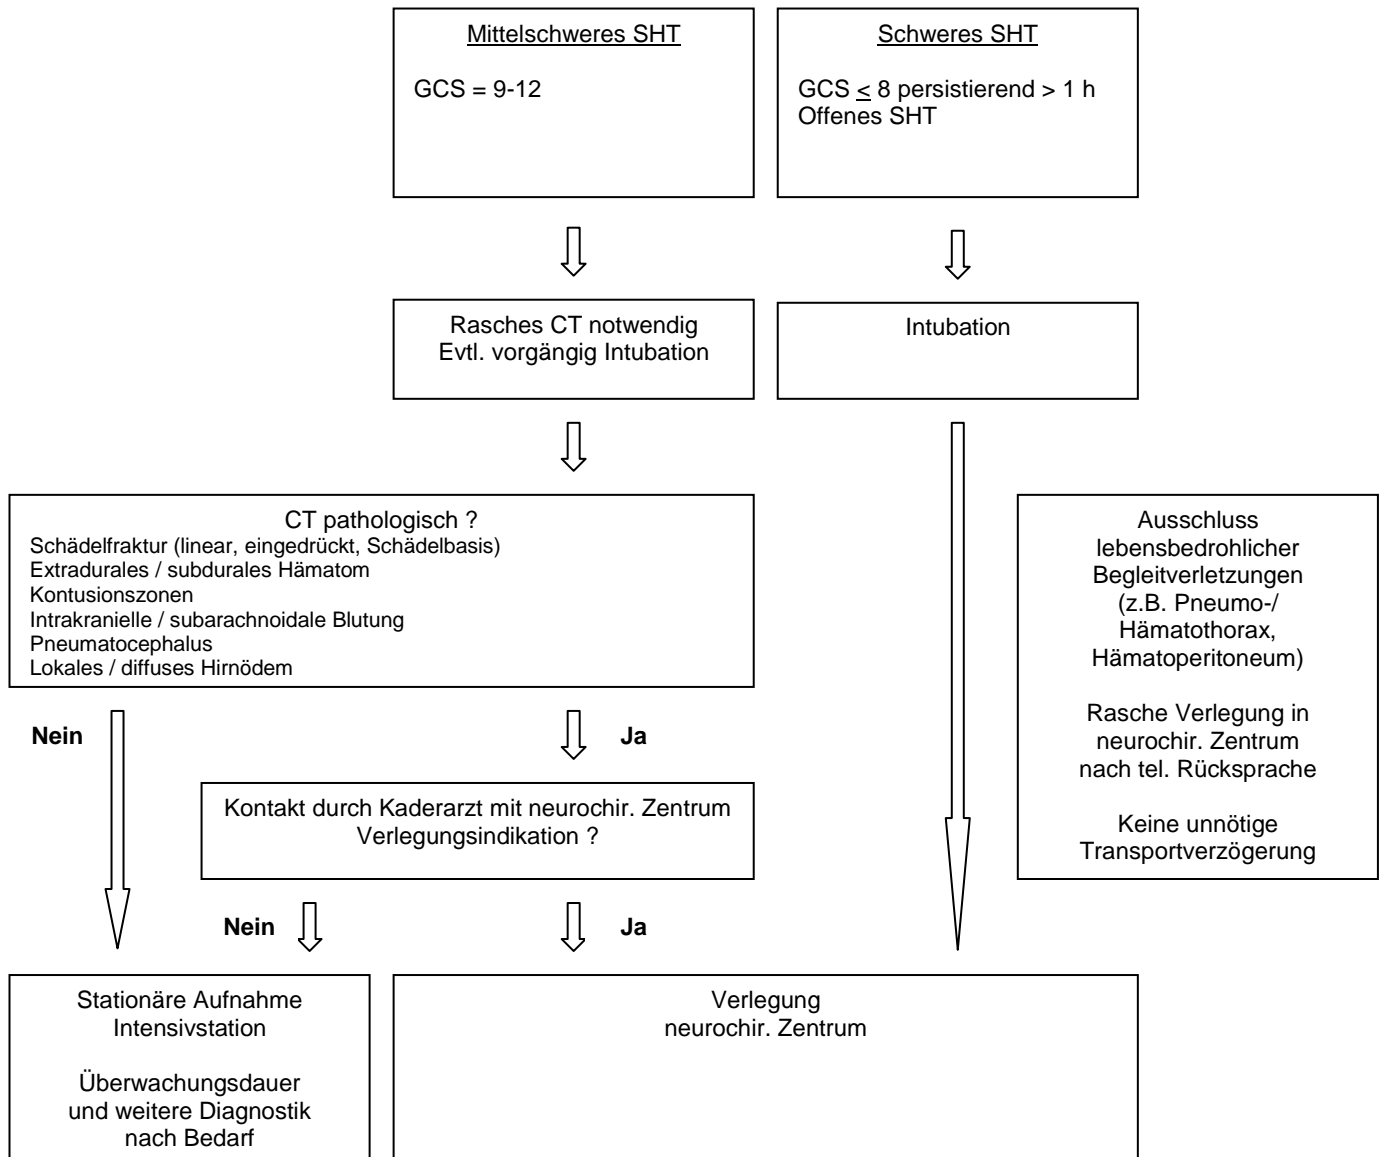 Mittelschweres SHT
GCS = 9-12
Schweres SHT
GCS ≤ 8 persistierend > 1 h
Offenes SHT
Rasches CT notwendig
Evtl. vorgängig Intubation
Intubation
CT pathologisch ?
Schädelfraktur (linear, eingedrückt, Schädelbasis)
Extradurales / subdurales Hämatom
Kontusionszonen
Intrakranielle / subarachnoidale Blutung
Pneumatocephalus
Lokales / diffuses Hirnödem
Ausschluss
lebensbedrohlicher
Begleitverletzungen
(z.B. Pneumo-/
Hämatothorax,
Hämatoperitoneum)
Rasche Verlegung in
neurochir. Zentrum
nach tel. Rücksprache
Keine unnötige
Transportverzögerung
Nein
Ja
Kontakt durch Kaderarzt mit neurochir. Zentrum
Verlegungsindikation ?
Nein
Ja
Stationäre Aufnahme
Intensivstation
Überwachungsdauer
und weitere Diagnostik
nach Bedarf
Verlegung
neurochir. Zentrum